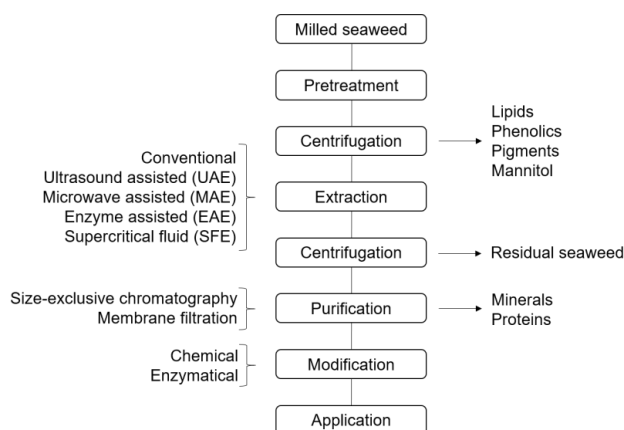 Milled seaweed
Pretreatment
Centrifugation
Lipids
Phenolics
Pigments
Mannitol
Conventional
Ultrasound assisted (UAE)
Microwave assisted (MAE)
Enzyme assisted (EAE)
Supercritical fluid (SFE)
Extraction
Centrifugation
Residual seaweed
Size-exclusive chromatography
Membrane filtration
Purification
Minerals
Proteins
Chemical
Enzymatical
Modification
Application